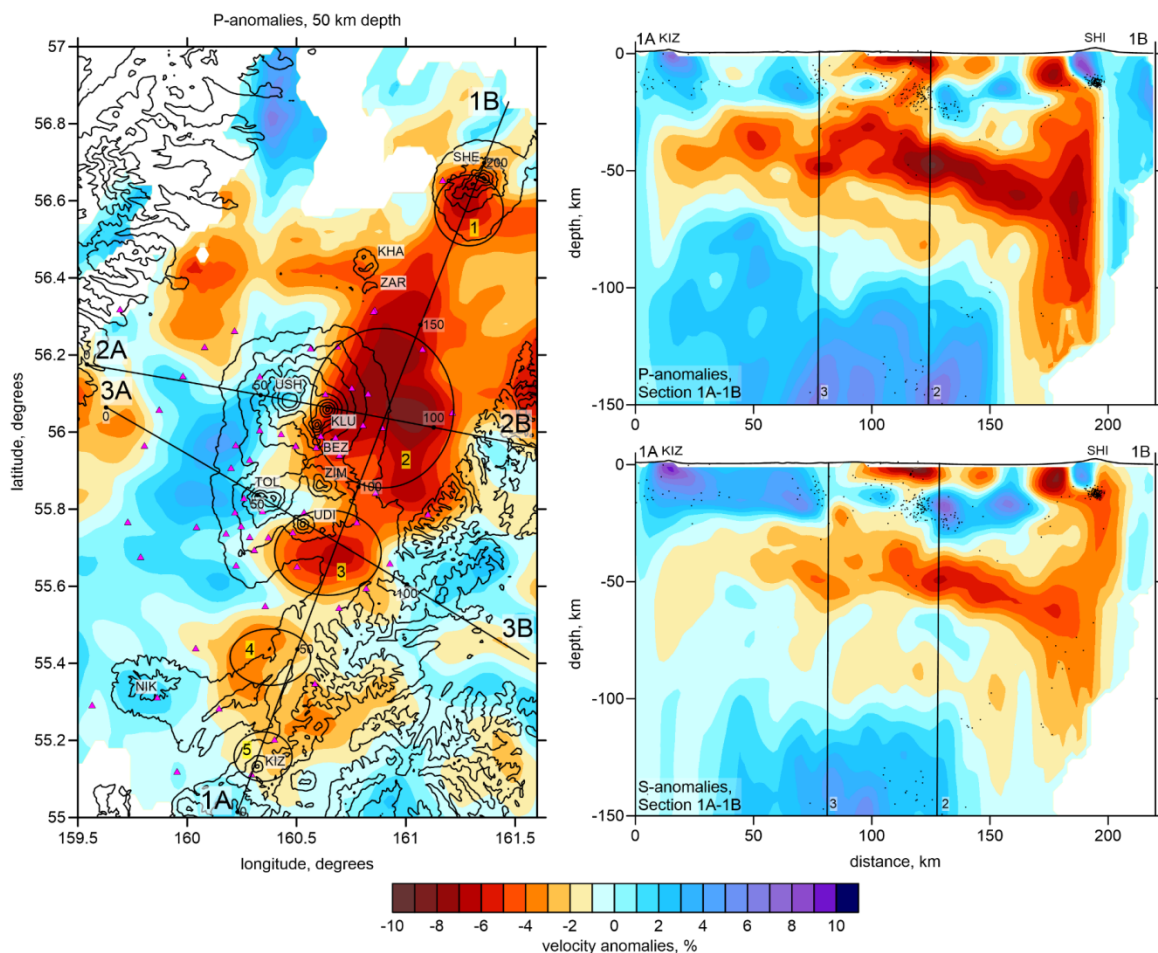 P-anomalies, 50 km depth
57
56.8
56.6
56.4
56.2
56
55.8
55.6
55.4
55.2
55
latitude, degrees
159.5
160
160.5
161
161.5
longitude, degrees
1B
SHE
200
1
KHA
ZAR
150
2A
0
3A
0
50
USH
KLU
100
2B
BEZ
2
ZIM
TOL
100
50
UDI
3
100
3B
4
50
NIK
5
KIZ
1A
0
1A KIZ
SHI
1B
0
-50
-100
-150
depth, km
P-anomalies,
Section 1A-1B
3
2
0
50
100
150
200
1A KIZ
SHI
1B
0
-50
-100
-150
depth, km
S-anomalies,
Section 1A-1B
3
2
0
50
100
150
200
distance, km
-10
-8
-6
-4
-2
0
2
4
6
8
10
velocity anomalies, %